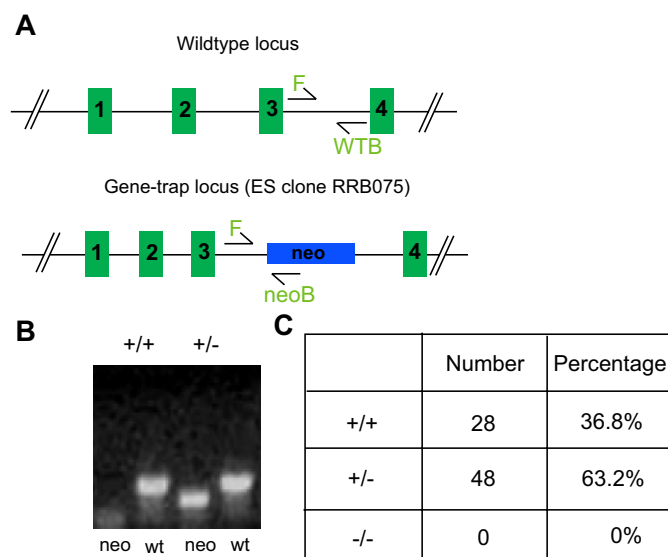 A
Wildtype locus
F
1 2 3 4
WTB
Gene-trap locus (ES clone RRB075)
F
1 2 3 neo 4
neoB
B
+/+ +/-
neo wt neo wt
C
Number Percentage
+/+ 28 36.8%
+/- 48 63.2%
-/- 0 0%